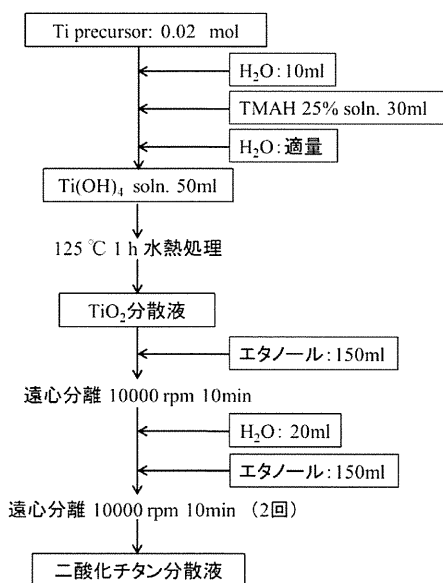 Ti precursor: 0.02 mol
H₂O：10ml
TMAH 25% soln. 30ml
H₂O：適量
Ti(OH)₄ soln. 50ml
125 ℃ 1 h 水熱処理
TiO₂分散液
エタノール：150ml
遠心分離 10000 rpm 10min
H₂O：20ml
エタノール：150ml
遠心分離 10000 rpm 10min （2回）
二酸化チタン分散液